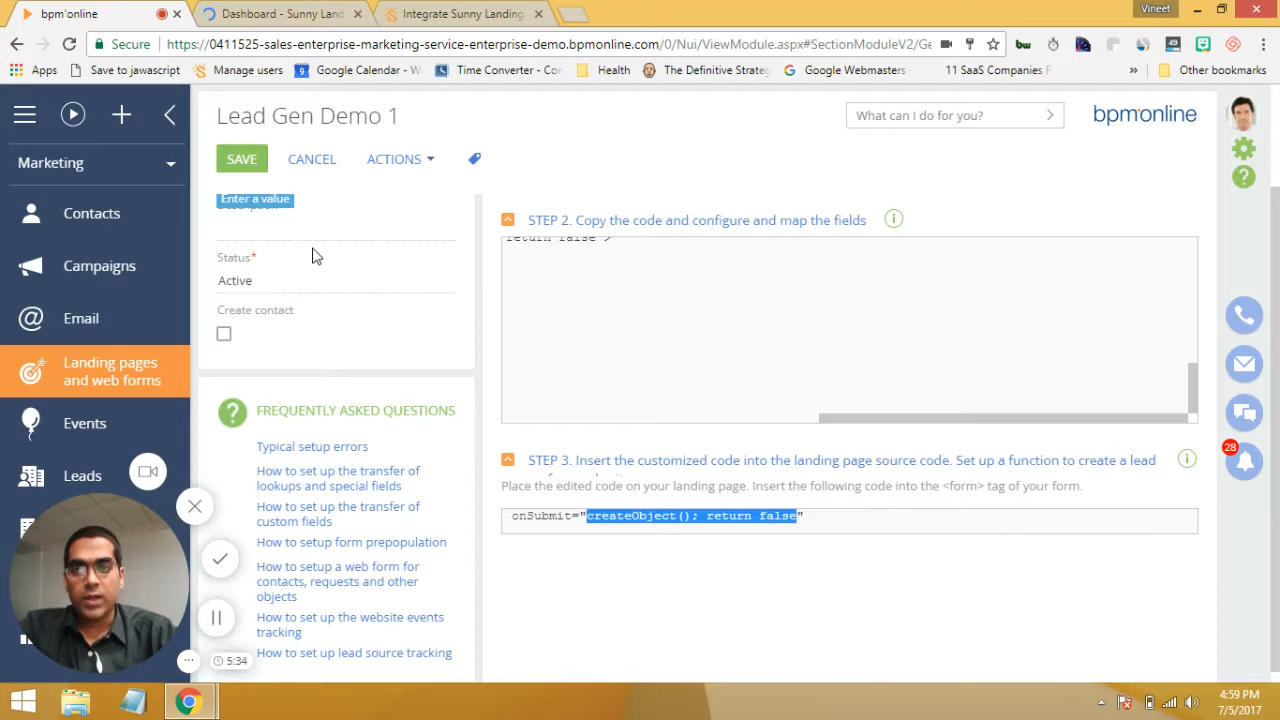 bpm'online
Dashboard - Sunny Landi
Integrate Sunny Landing
Vineet
Secure
https://0411525-sales-enterprise-marketing-service-enterprise-demo.bpmonline.com/0/Nui/ViewModule.aspx#SectionModuleV2/Ge
Apps
Save to javascript
Manage users
Google Calendar - W
Time Converter - Con
Health
The Definitive Strate
Google Webmasters -
11 SaaS Companies R
Other bookmarks
Marketing
Contacts
Campaigns
Email
Landing pages
and web forms
Events
Leads
Lead Gen Demo 1
What can I do for you?
bpm'online
SAVE
CANCEL
ACTIONS
Enter a value
Status*
Active
Create contact
FREQUENTLY ASKED QUESTIONS
Typical setup errors
How to set up the transfer of
lookups and special fields
How to set up the transfer of
custom fields
How to setup form prepopulation
How to setup a web form for
contacts, requests and other
objects
How to set up the website events
tracking
How to set up lead source tracking
STEP 2. Copy the code and configure and map the fields
return false">
STEP 3. Insert the customized code into the landing page source code. Set up a function to create a lead
Place the edited code on your landing page. Insert the following code into the <form> tag of your form.
onSubmit="createObject(); return false"
28
5:34
4:59 PM
7/5/2017